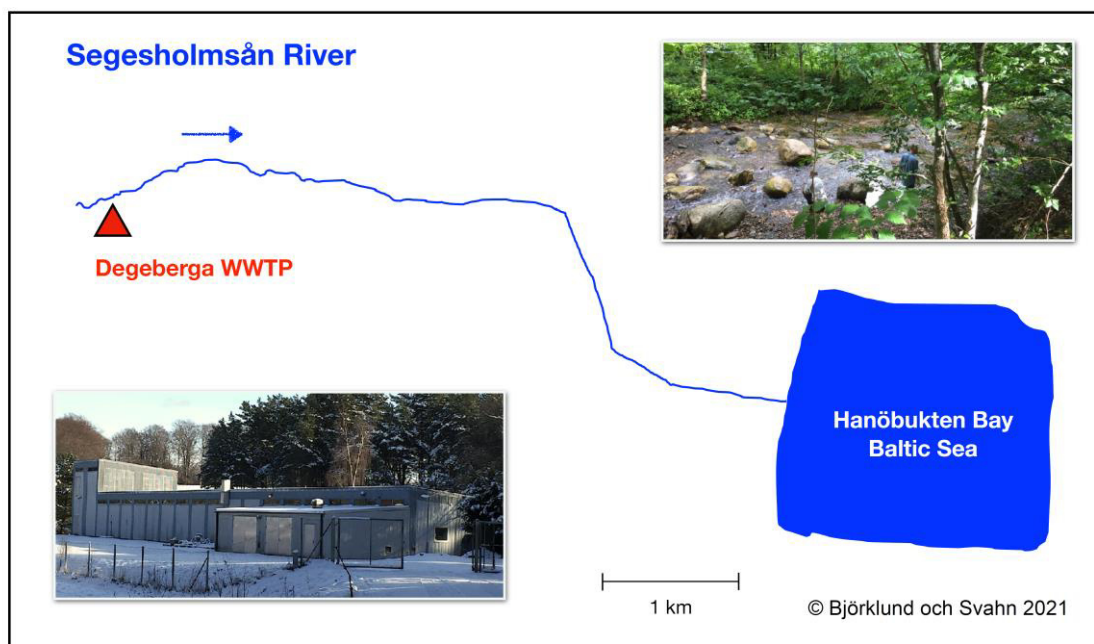 Segesholmsån River
Degeberga WWTP
Hanöbukten Bay
Baltic Sea
1 km
© Björklund och Svahn 2021